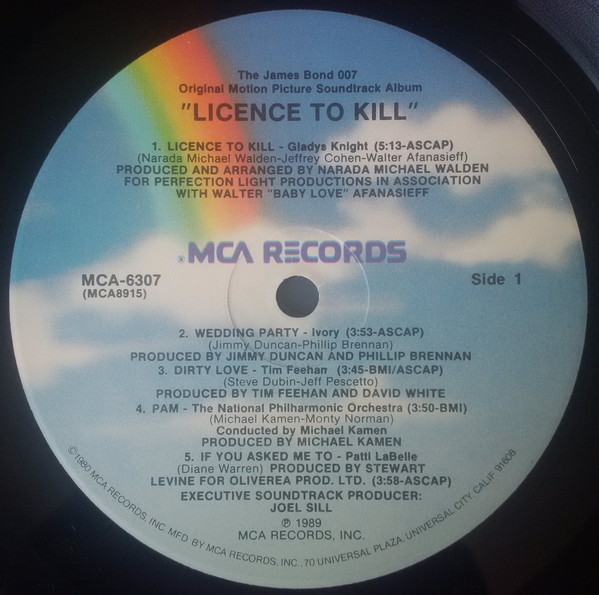 The James Bond 007
Original Motion Picture Soundtrack Album
"LICENCE TO KILL"
1. LICENCE TO KILL - Gladys Knight (5:13-ASCAP)
(Narada Michael Walden-Jeffrey Cohen-Walter Afanasieff)
PRODUCED AND ARRANGED BY NARADA MICHAEL WALDEN
FOR PERFECTION LIGHT PRODUCTIONS IN ASSOCIATION
WITH WALTER "BABY LOVE" AFANASIEFF
®MCA RECORDS
MCA-6307
(MCA8915)
Side 1
2. WEDDING PARTY - Ivory (3:53-ASCAP)
(Jimmy Duncan-Phillip Brennan)
PRODUCED BY JIMMY DUNCAN AND PHILLIP BRENNAN
3. DIRTY LOVE - Tim Feehan (3:45-BMI/ASCAP)
(Steve Dubin-Jeff Pescetto)
PRODUCED BY TIM FEEHAN AND DAVID WHITE
4. PAM - The National Philharmonic Orchestra (3:50-BMI)
(Michael Kamen-Monty Norman)
Conducted by Michael Kamen
PRODUCED BY MICHAEL KAMEN
5. IF YOU ASKED ME TO - Patti LaBelle
(Diane Warren) PRODUCED BY STEWART
LEVINE FOR OLIVEREA PROD. LTD. (3:58-ASCAP)
EXECUTIVE SOUNDTRACK PRODUCER:
JOEL SILL
℗ 1989
MCA RECORDS, INC.
©1980 MCA RECORDS, INC. MFD. BY MCA RECORDS, INC., 70 UNIVERSAL PLAZA, UNIVERSAL CITY, CALIF. 91608